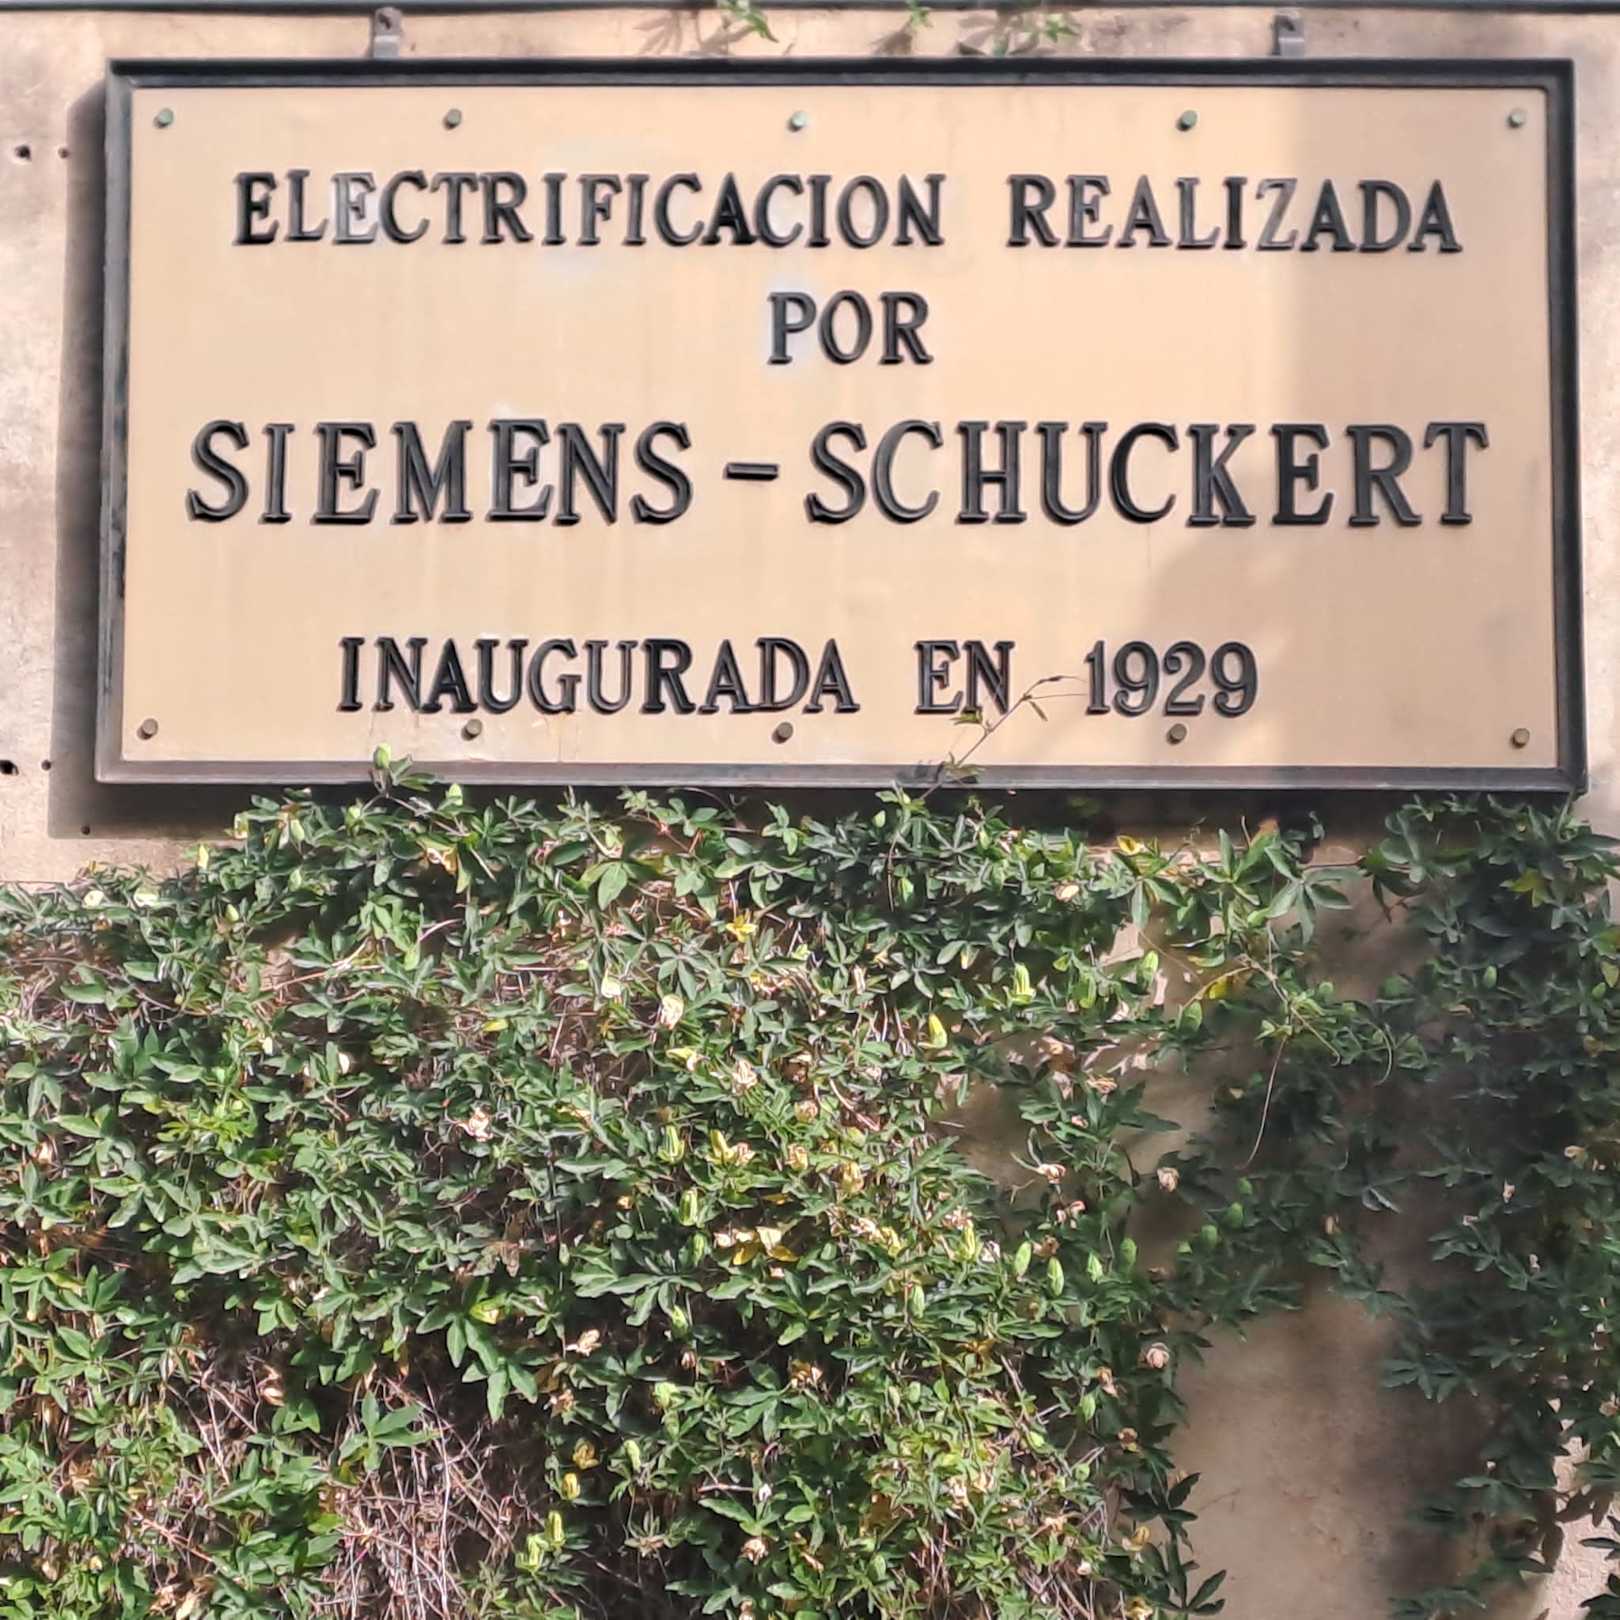 ELECTRIFICACION REALIZADA
POR
SIEMENS - SCHUCKERT
INAUGURADA EN 1929